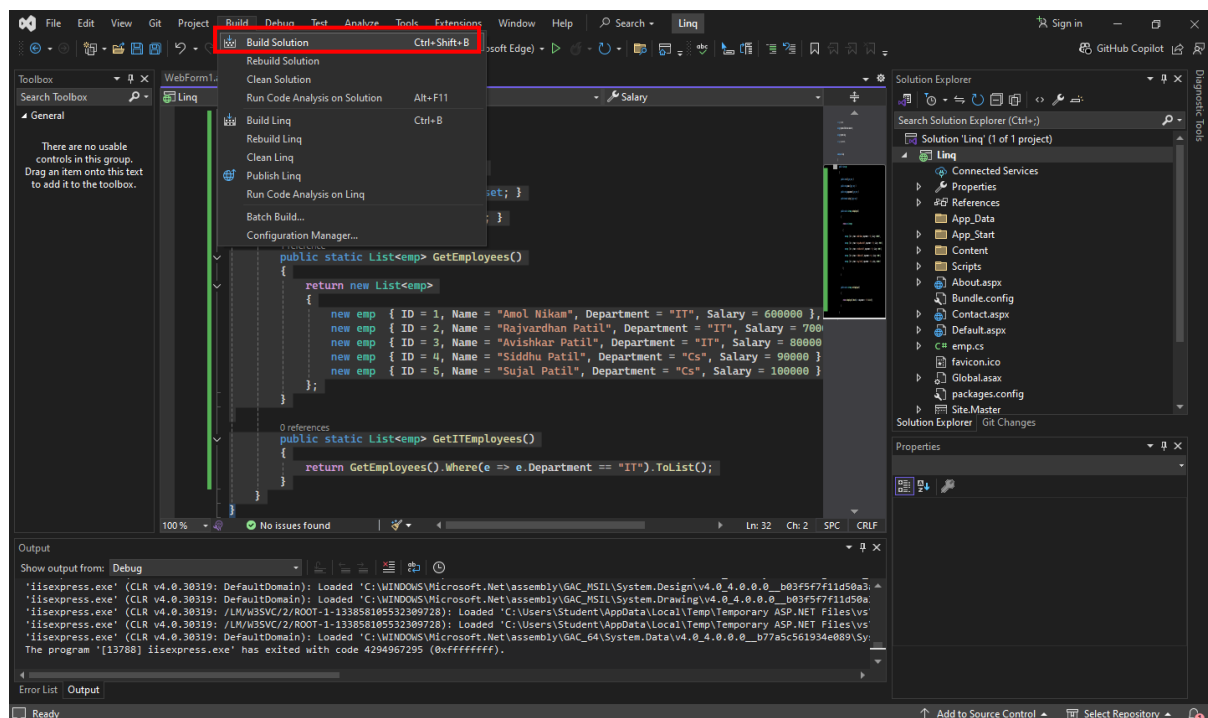 File Edit View Git Project Build Debug Test Analyze Tools Extensions Window Help Search Linq Sign in
osoft Edge) GitHub Copilot
Toolbox
Search Toolbox
General
There are no usable
controls in this group.
Drag an item onto this text
to add it to the toolbox.
Build Solution Ctrl+Shift+B
Rebuild Solution
Clean Solution
Run Code Analysis on Solution Alt+F11
Build Linq Ctrl+B
Rebuild Linq
Clean Linq
Publish Linq
Run Code Analysis on Linq
Batch Build...
Configuration Manager...
WebForm1.
Linq Salary
set; }
; }
1 reference
public static List<emp> GetEmployees()
{
return new List<emp>
{
new emp { ID = 1, Name = "Amol Nikam", Department = "IT", Salary = 600000 },
new emp { ID = 2, Name = "Rajvardhan Patil", Department = "IT", Salary = 700
new emp { ID = 3, Name = "Avishkar Patil", Department = "IT", Salary = 80000
new emp { ID = 4, Name = "Siddhu Patil", Department = "Cs", Salary = 90000 }
new emp { ID = 5, Name = "Sujal Patil", Department = "Cs", Salary = 100000 }
};
}
0 references
public static List<emp> GetITEmployees()
{
return GetEmployees().Where(e => e.Department == "IT").ToList();
}
}
}
100 % No issues found Ln: 32 Ch: 2 SPC CRLF
Solution Explorer
Search Solution Explorer (Ctrl+;)
Solution 'Linq' (1 of 1 project)
Linq
Connected Services
Properties
References
App_Data
App_Start
Content
Scripts
About.aspx
Bundle.config
Contact.aspx
Default.aspx
C# emp.cs
favicon.ico
Global.asax
packages.config
Site.Master
Solution Explorer Git Changes
Properties
Diagnostic Tools
Output
Show output from: Debug
'iisexpress.exe' (CLR v4.0.30319: DefaultDomain): Loaded 'C:\WINDOWS\Microsoft.Net\assembly\GAC_MSIL\System.Design\v4.0_4.0.0.0__b03f5f7f11d50a3
'iisexpress.exe' (CLR v4.0.30319: DefaultDomain): Loaded 'C:\WINDOWS\Microsoft.Net\assembly\GAC_MSIL\System.Drawing\v4.0_4.0.0.0__b03f5f7f11d50a
'iisexpress.exe' (CLR v4.0.30319: /LM/W3SVC/2/ROOT-1-133858105532309728): Loaded 'C:\Users\Student\AppData\Local\Temp\Temporary ASP.NET Files\vs
'iisexpress.exe' (CLR v4.0.30319: /LM/W3SVC/2/ROOT-1-133858105532309728): Loaded 'C:\Users\Student\AppData\Local\Temp\Temporary ASP.NET Files\vs
'iisexpress.exe' (CLR v4.0.30319: DefaultDomain): Loaded 'C:\WINDOWS\Microsoft.Net\assembly\GAC_64\System.Data\v4.0_4.0.0.0__b77a5c561934e089\Sy
The program '[13788] iisexpress.exe' has exited with code 4294967295 (0xffffffff).
Error List Output
Ready Add to Source Control Select Repository